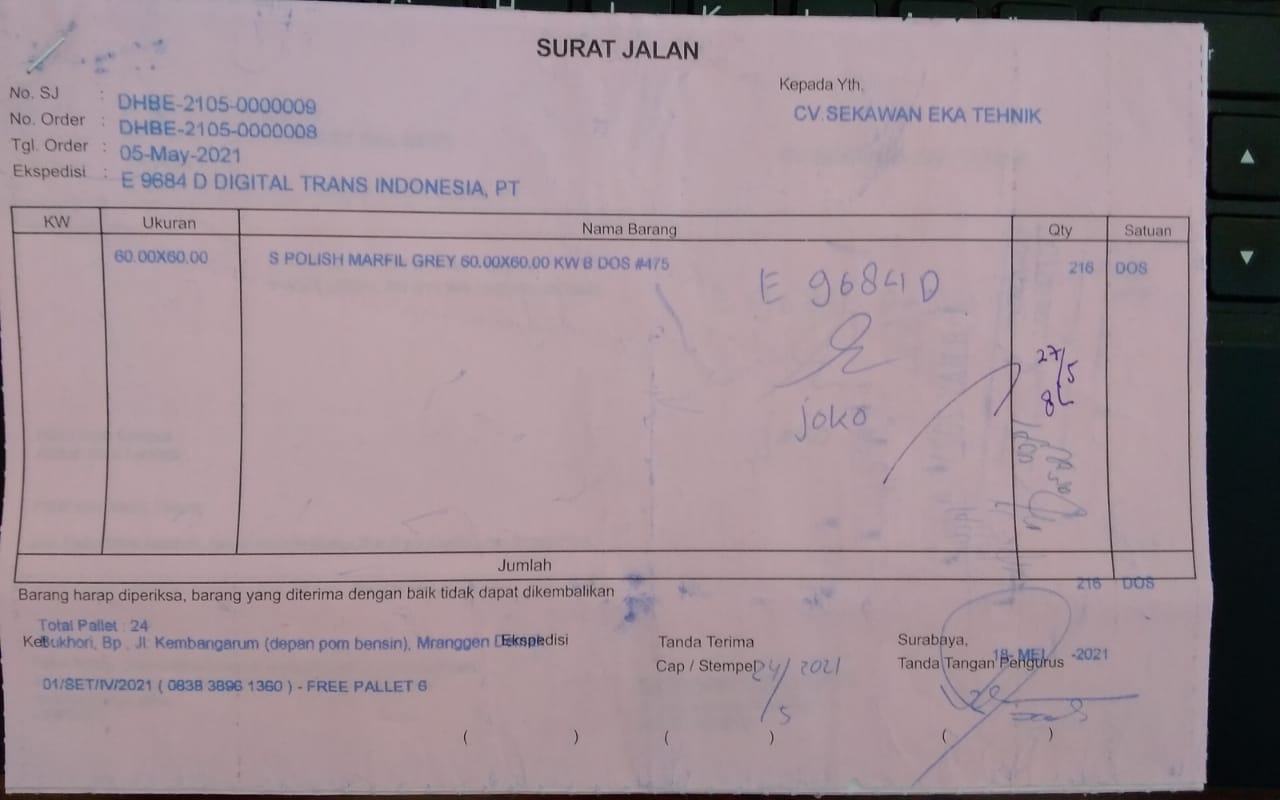 SURAT JALAN
No. SJ : DHBE-2105-0000009
No. Order : DHBE-2105-0000008
Tgl. Order : 05-May-2021
Ekspedisi : E 9684 D DIGITAL TRANS INDONESIA, PT
Kepada Yth,
CV.SEKAWAN EKA TEHNIK
KW Ukuran Nama Barang Qty Satuan
60.00X60.00 S POLISH MARFIL GREY 60.00X60.00 KW B DOS #475 216 DOS
E 9684 D
joko
27/5
Jumlah
216 DOS
Barang harap diperiksa, barang yang diterima dengan baik tidak dapat dikembalikan
Total Pallet : 24
Ket Bukhori, Bp . Jl. Kembangarum (depan pom bensin), Mranggen Demak
01/SET/IV/2021 ( 0838 3896 1360 ) - FREE PALLET 6
Ekspedisi
( )
Tanda Terima
Cap / Stempel 24/5 2021
( )
Surabaya, 18- MEI -2021
Tanda Tangan Pengurus
( )